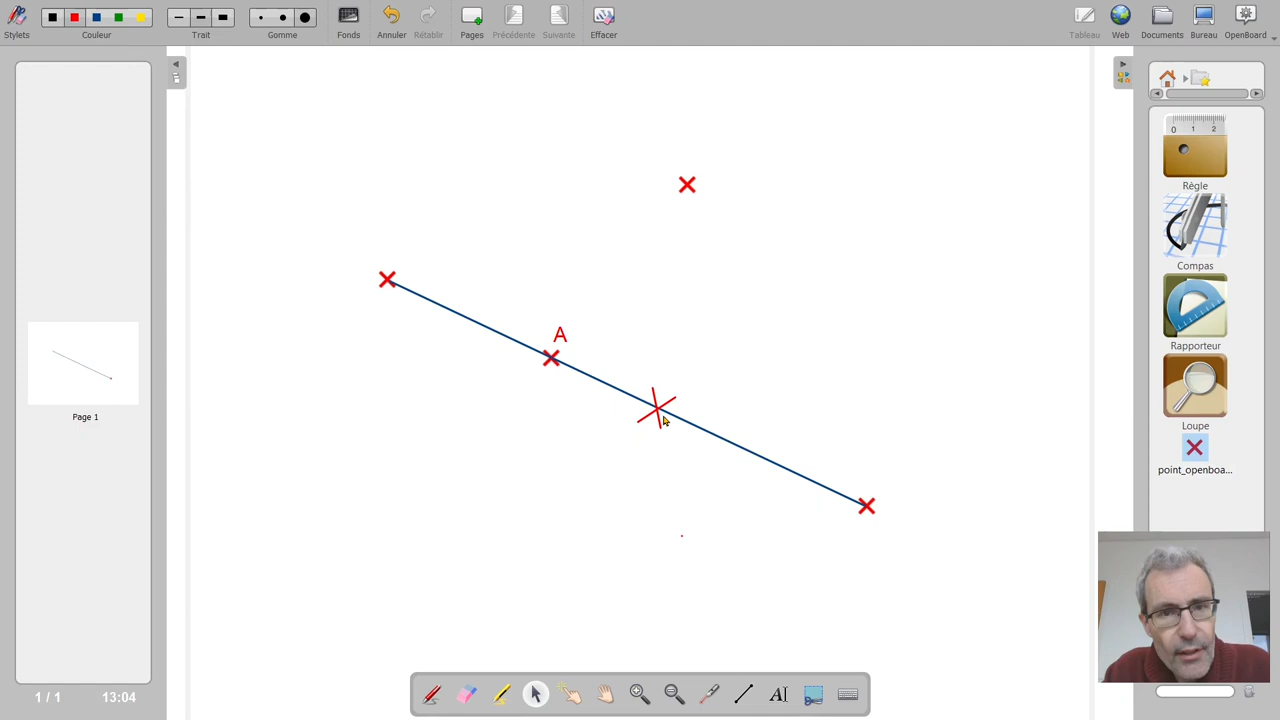 Stylets
Couleur
Trait
Gomme
Fonds
Annuler
Rétablir
Pages
Précédente
Suivante
Effacer
Tableau
Web
Documents
Bureau
OpenBoard
0 1 2
Règle
Compas
Rapporteur
Loupe
point_openboa...
A
Page 1
1 / 1
13:04
AI